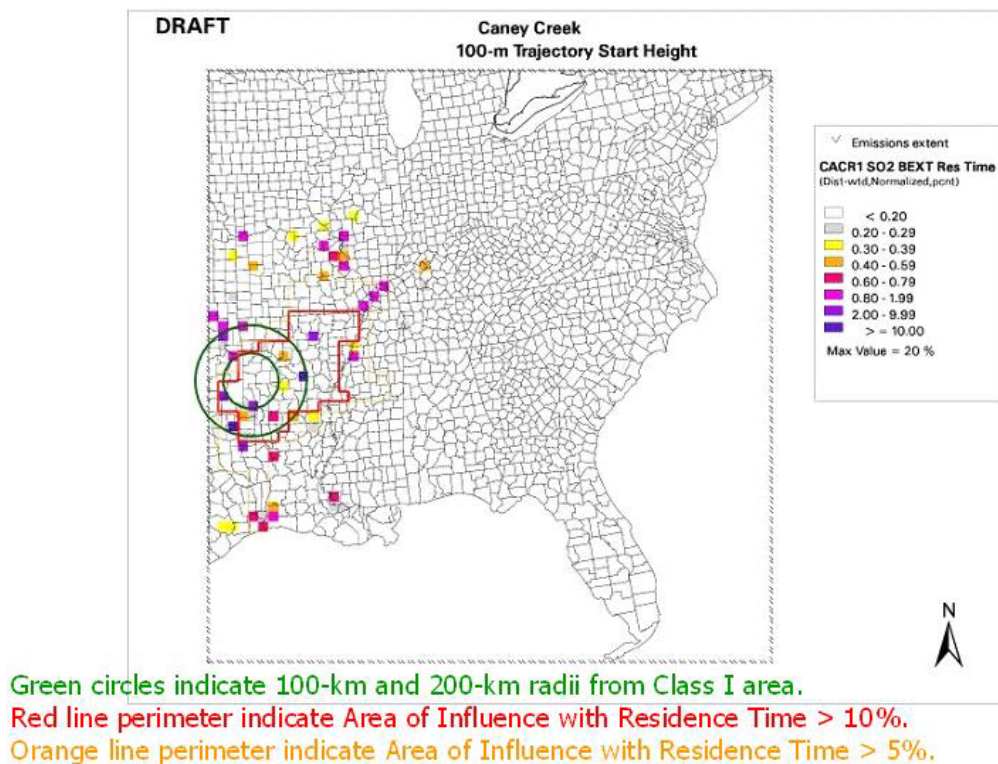 DRAFT
Caney Creek
100-m Trajectory Start Height
Emissions extent
CACR1 SO2 BEXT Res Time
(Dist-wtd,Normalized,pcnt)
< 0.20
0.20 - 0.29
0.30 - 0.39
0.40 - 0.59
0.60 - 0.79
0.80 - 1.99
2.00 - 9.99
> = 10.00
Max Value = 20 %
N
Green circles indicate 100-km and 200-km radii from Class I area.
Red line perimeter indicate Area of Influence with Residence Time > 10%.
Orange line perimeter indicate Area of Influence with Residence Time > 5%.